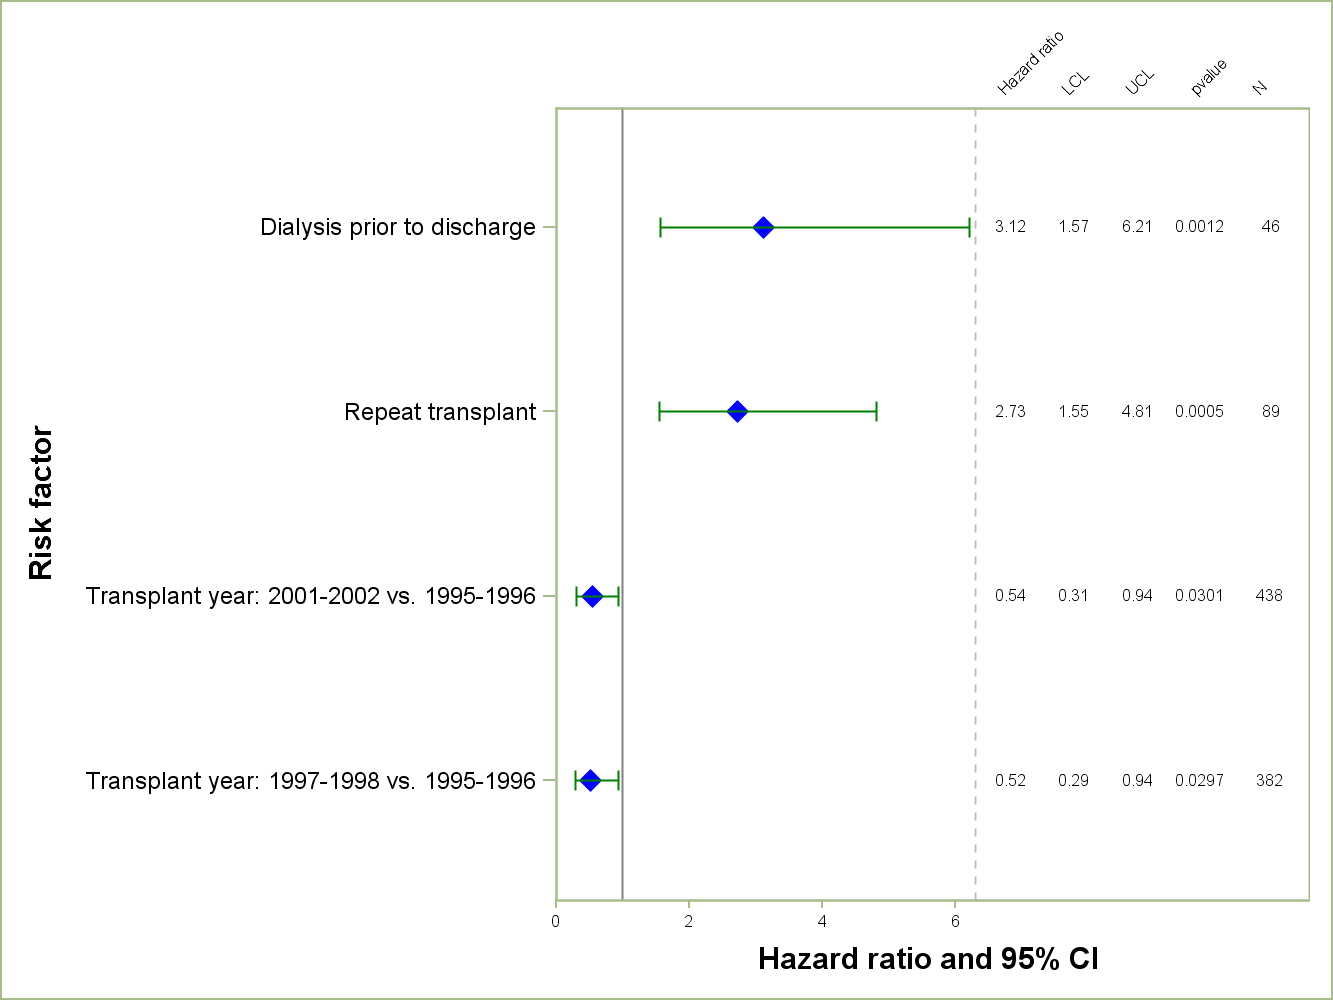 Hazard ratio LCL UCL pvalue N
Dialysis prior to discharge 3.12 1.57 6.21 0.0012 46
Repeat transplant 2.73 1.55 4.81 0.0005 89
Risk factor
Transplant year: 2001-2002 vs. 1995-1996 0.54 0.31 0.94 0.0301 438
Transplant year: 1997-1998 vs. 1995-1996 0.52 0.29 0.94 0.0297 382
0 2 4 6
Hazard ratio and 95% CI